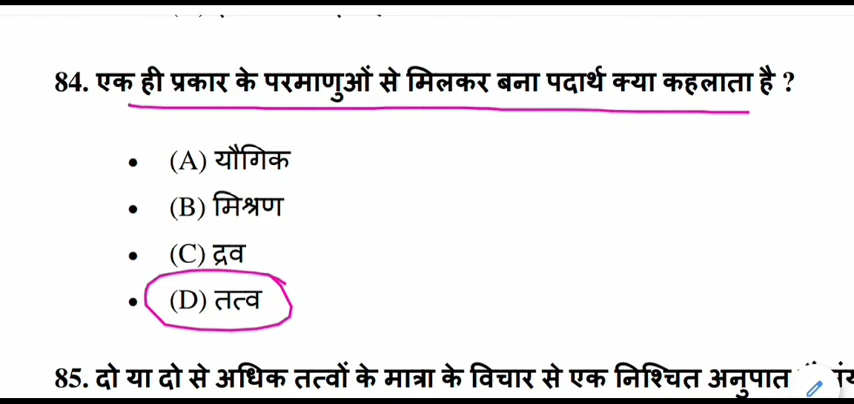 84. एक ही प्रकार के परमाणुओं से मिलकर बना पदार्थ क्या कहलाता है ?
• (A) यौगिक
• (B) मिश्रण
• (C) द्रव
• (D) तत्व
85. दो या दो से अधिक तत्वों के मात्रा के विचार से एक निश्चित अनुपात